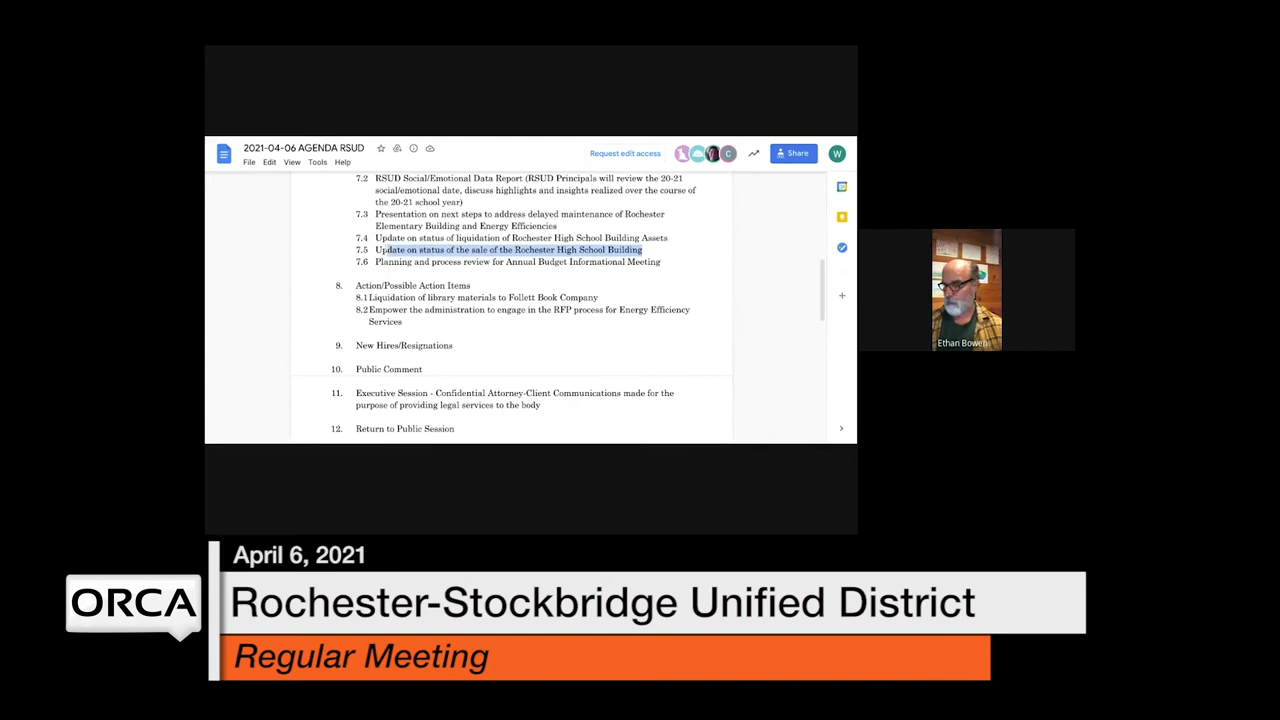 2021-04-06 AGENDA RSUD
File Edit View Tools Help
Request edit access
C
Share
W
7.2 RSUD Social/Emotional Data Report (RSUD Principals will review the 20-21
social/emotional date, discuss highlights and insights realized over the course of
the 20-21 school year)
7.3 Presentation on next steps to address delayed maintenance of Rochester
Elementary Building and Energy Efficiencies
7.4 Update on status of liquidation of Rochester High School Building Assets
7.5 Update on status of the sale of the Rochester High School Building
7.6 Planning and process review for Annual Budget Informational Meeting
8. Action/Possible Action Items
8.1Liquidation of library materials to Follett Book Company
8.2Empower the administration to engage in the RFP process for Energy Efficiency
Services
9. New Hires/Resignations
10. Public Comment
11. Executive Session - Confidential Attorney-Client Communications made for the
purpose of providing legal services to the body
12. Return to Public Session
Ethan Bowen
April 6, 2021
ORCA
Rochester-Stockbridge Unified District
Regular Meeting